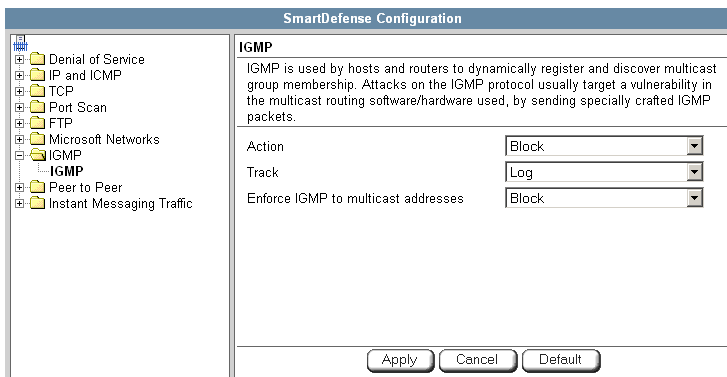 SmartDefense Configuration
Denial of Service
IP and ICMP
TCP
Port Scan
FTP
Microsoft Networks
IGMP
IGMP
Peer to Peer
Instant Messaging Traffic
IGMP
IGMP is used by hosts and routers to dynamically register and discover multicast
group membership. Attacks on the IGMP protocol usually target a vulnerability in
the multicast routing software/hardware used, by sending specially crafted IGMP
packets.
Action Block
Track Log
Enforce IGMP to multicast addresses Block
Apply Cancel Default